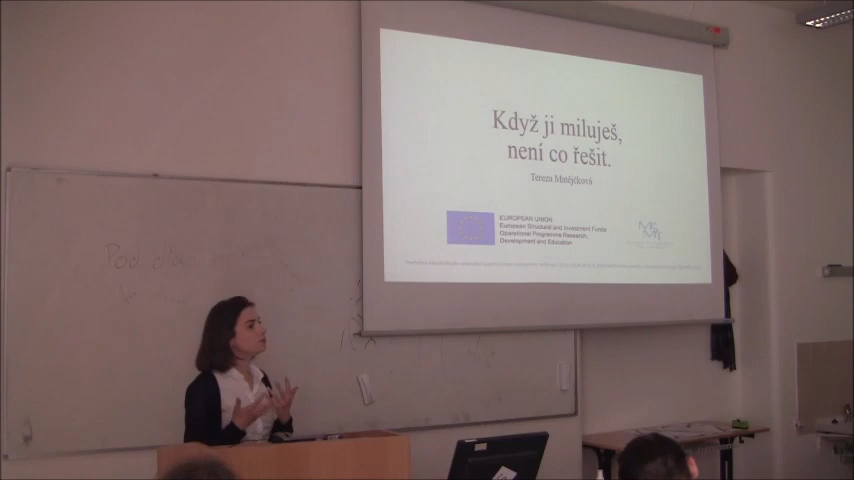 Když ji miluješ,
není co řešit.
Tereza Matějčková
EUROPEAN UNION
European Structural and Investment Funds
Operational Programme Research,
Development and Education